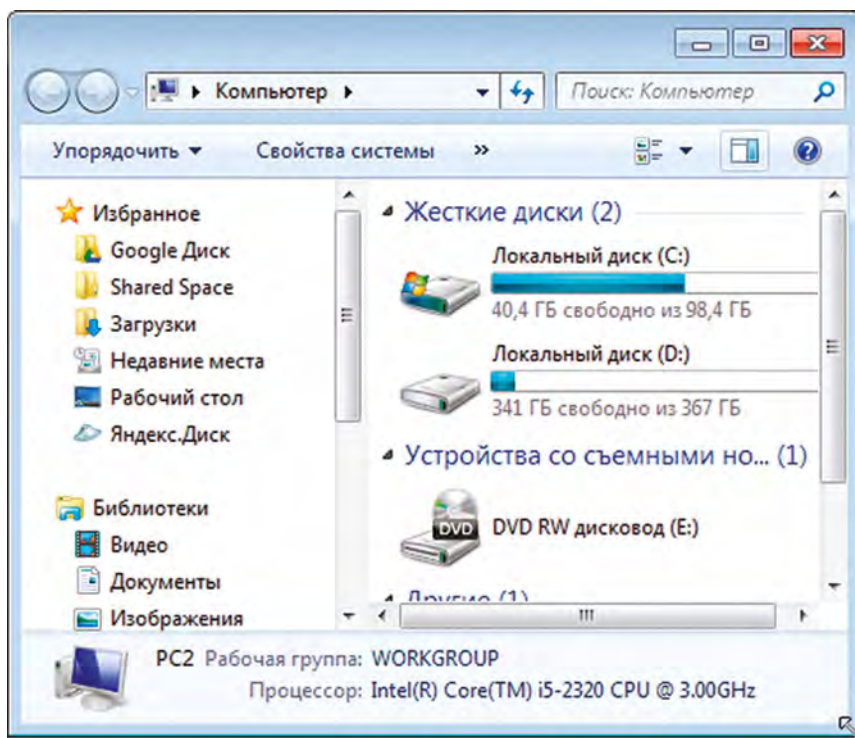 Компьютер
Поиск: Компьютер
Упорядочить
Свойства системы »
Избранное
Google Диск
Shared Space
Загрузки
Недавние места
Рабочий стол
Яндекс.Диск
Библиотеки
Видео
Документы
Изображения
Жесткие диски (2)
Локальный диск (C:)
40,4 ГБ свободно из 98,4 ГБ
Локальный диск (D:)
341 ГБ свободно из 367 ГБ
Устройства со съемными но... (1)
DVD
DVD RW дисковод (E:)
Другие (1)
PC2 Рабочая группа: WORKGROUP
Процессор: Intel(R) Core(TM) i5-2320 CPU @ 3.00GHz